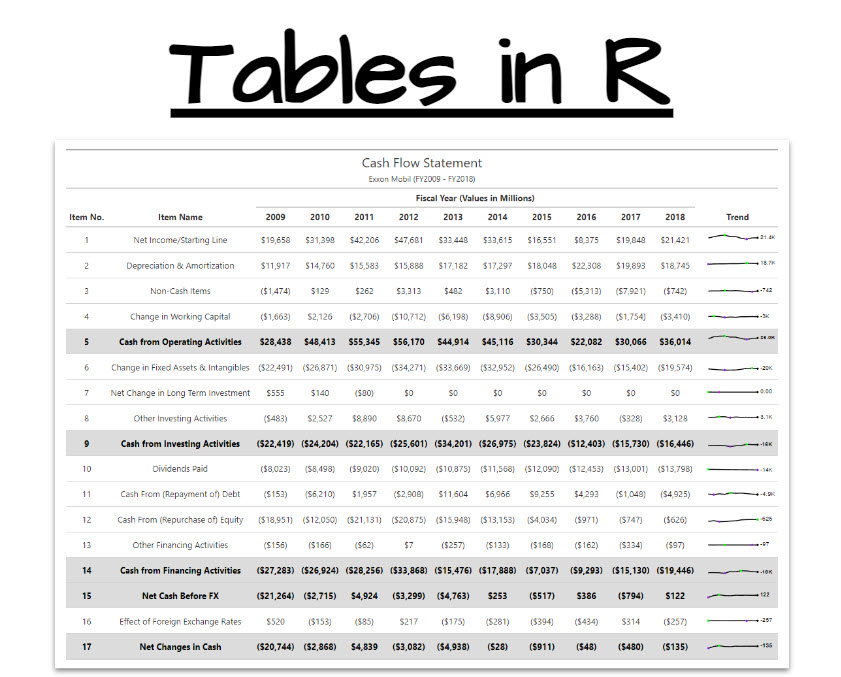 Tables in R
Cash Flow Statement
Exxon Mobil (FY2009 - FY2018)
Fiscal Year (Values in Millions)
Item No. Item Name 2009 2010 2011 2012 2013 2014 2015 2016 2017 2018 Trend
1 Net Income/Starting Line $19,658 $31,398 $42,206 $47,681 $33,448 $33,615 $16,551 $8,375 $19,848 $21,421 21.4K
2 Depreciation & Amortization $11,917 $14,760 $15,583 $15,888 $17,182 $17,297 $18,048 $22,308 $19,893 $18,745 18.7K
3 Non-Cash Items ($1,474) $129 $262 $3,313 $482 $3,110 ($750) ($5,313) ($7,921) ($742) -742
4 Change in Working Capital ($1,663) $2,126 ($2,706) ($10,712) ($6,198) ($8,906) ($3,505) ($3,288) ($1,754) ($3,410) -3K
5 Cash from Operating Activities $28,438 $48,413 $55,345 $56,170 $44,914 $45,116 $30,344 $22,082 $30,066 $36,014
6 Change in Fixed Assets & Intangibles ($22,491) ($26,871) ($30,975) ($34,271) ($33,669) ($32,952) ($26,490) ($16,163) ($15,402) ($19,574) -20K
7 Net Change in Long Term Investment $555 $140 ($80) $0 $0 $0 $0 $0 $0 $0 0.00
8 Other Investing Activities ($483) $2,527 $8,890 $8,670 ($532) $5,977 $2,666 $3,760 ($328) $3,128 3.1K
9 Cash from Investing Activities ($22,419) ($24,204) ($22,165) ($25,601) ($34,201) ($26,975) ($23,824) ($12,403) ($15,730) ($16,446) -16K
10 Dividends Paid ($8,023) ($8,498) ($9,020) ($10,092) ($10,875) ($11,568) ($12,090) ($12,453) ($13,001) ($13,798) -14K
11 Cash From (Repayment of) Debt ($153) ($6,210) $1,957 ($2,908) $11,604 $6,966 $9,255 $4,293 ($1,048) ($4,925) -4.9K
12 Cash From (Repurchase of) Equity ($18,951) ($12,050) ($21,131) ($20,875) ($15,948) ($13,153) ($4,034) ($971) ($747) ($626) -626
13 Other Financing Activities ($156) ($166) ($62) $7 ($257) ($133) ($168) ($162) ($334) ($97) -97
14 Cash from Financing Activities ($27,283) ($26,924) ($28,256) ($33,868) ($15,476) ($17,888) ($7,037) ($9,293) ($15,130) ($19,446)
15 Net Cash Before FX ($21,264) ($2,715) $4,924 ($3,299) ($4,763) $253 ($517) $386 ($794) $122 122
16 Effect of Foreign Exchange Rates $520 ($153) ($85) $217 ($175) ($281) ($394) ($434) $314 ($257) -257
17 Net Changes in Cash ($20,744) ($2,868) $4,839 ($3,082) ($4,938) ($28) ($911) ($48) ($480) ($135) -135